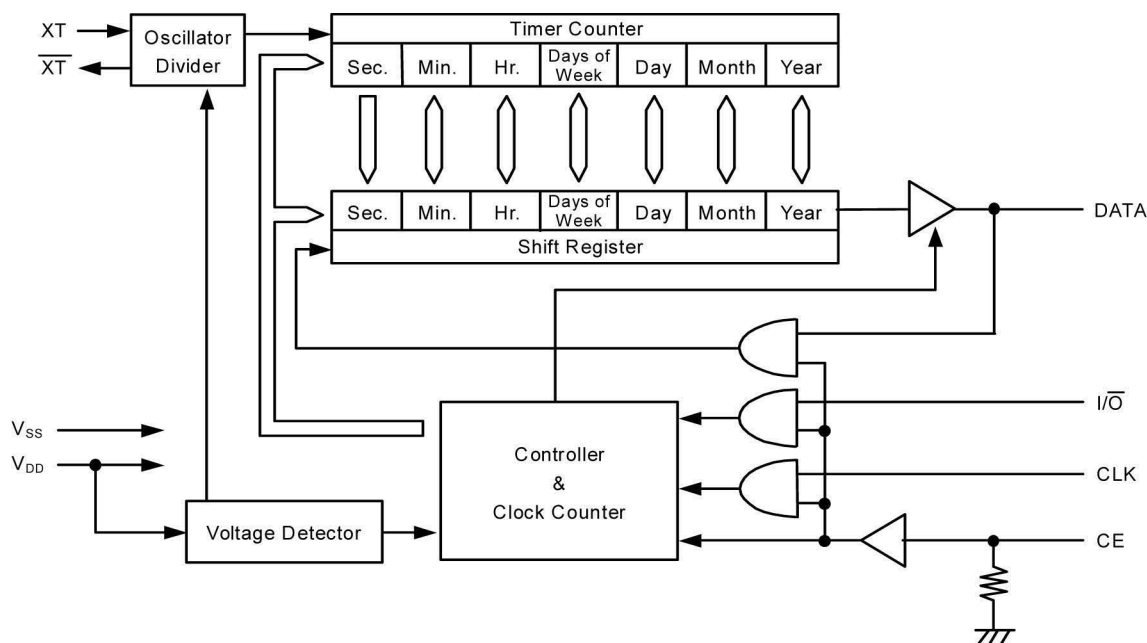 XT
XT̅
Oscillator
Divider
Timer Counter
Sec. Min. Hr. Days of Week Day Month Year
Sec. Min. Hr. Days of Week Day Month Year
Shift Register
DATA
I/O̅
CLK
CE
VSS
VDD
Voltage Detector
Controller
&
Clock Counter